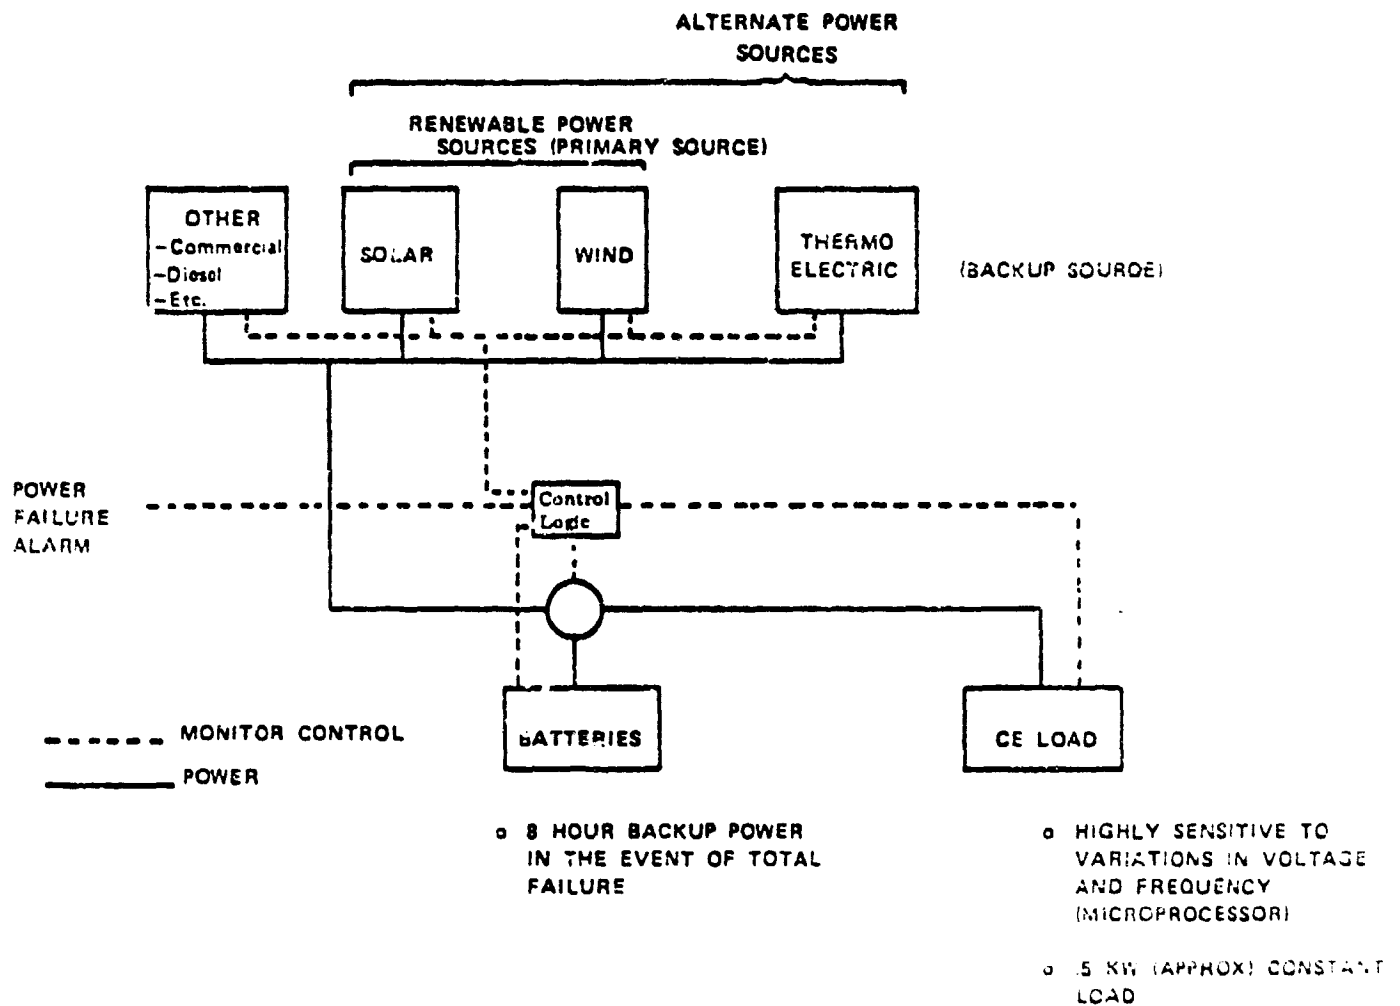 ALTERNATE POWER
SOURCES
RENEWABLE POWER
SOURCES (PRIMARY SOURCE)
OTHER
-Commercial
-Diesel
-Etc.
SOLAR
WIND
THERMO
ELECTRIC
(BACKUP SOURCE)
POWER
FAILURE
ALARM
Control
Logic
MONITOR CONTROL
POWER
BATTERIES
CE LOAD
o 8 HOUR BACKUP POWER
IN THE EVENT OF TOTAL
FAILURE
o HIGHLY SENSITIVE TO
VARIATIONS IN VOLTAGE
AND FREQUENCY
(MICROPROCESSOR)
o .5 KW (APPROX) CONSTANT
LOAD